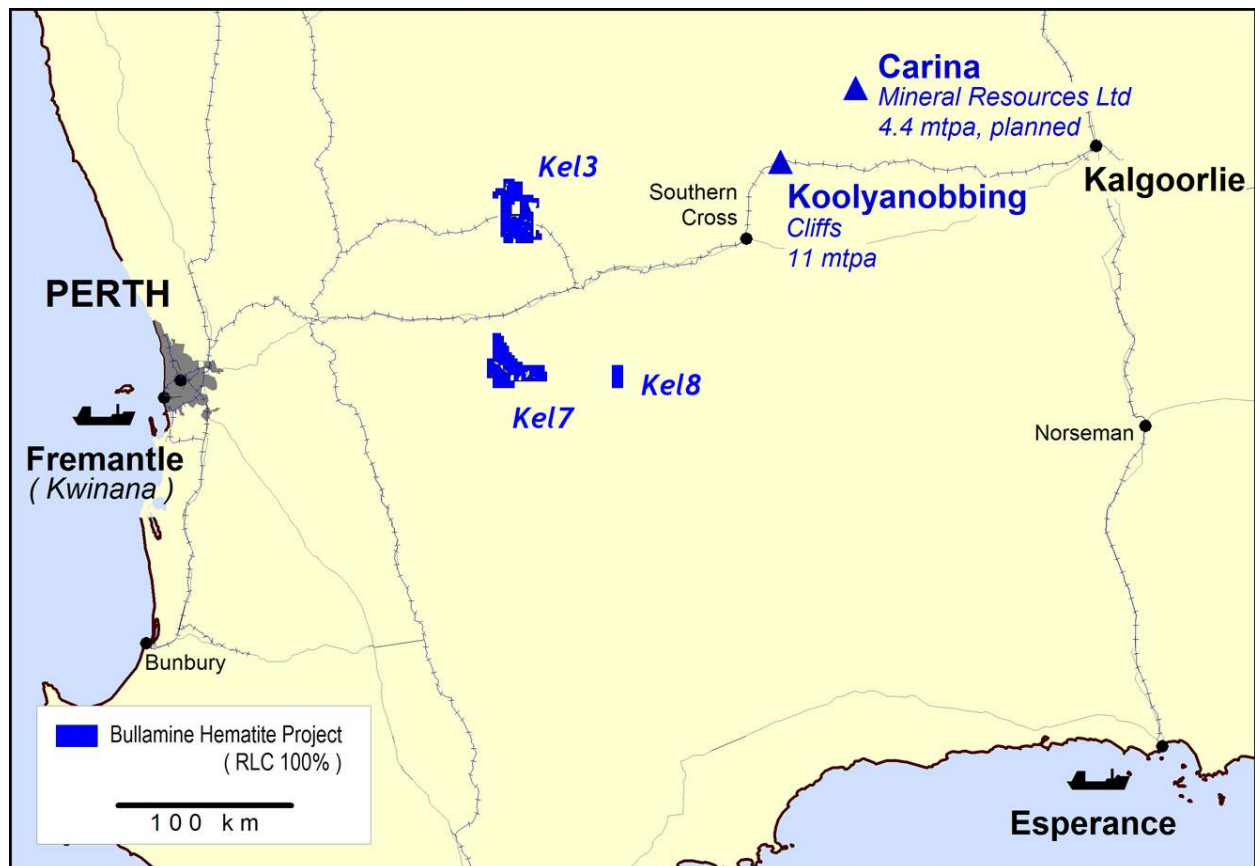 Carina
Mineral Resources Ltd
4.4 mtpa, planned
Kel3
Kalgoorlie
Southern
Cross
Koolyanobbing
Cliffs
11 mtpa
PERTH
Kel8
Kel7
Norseman
Fremantle
( Kwinana )
Bunbury
Bullamine Hematite Project
( RLC 100% )
100 km
Esperance